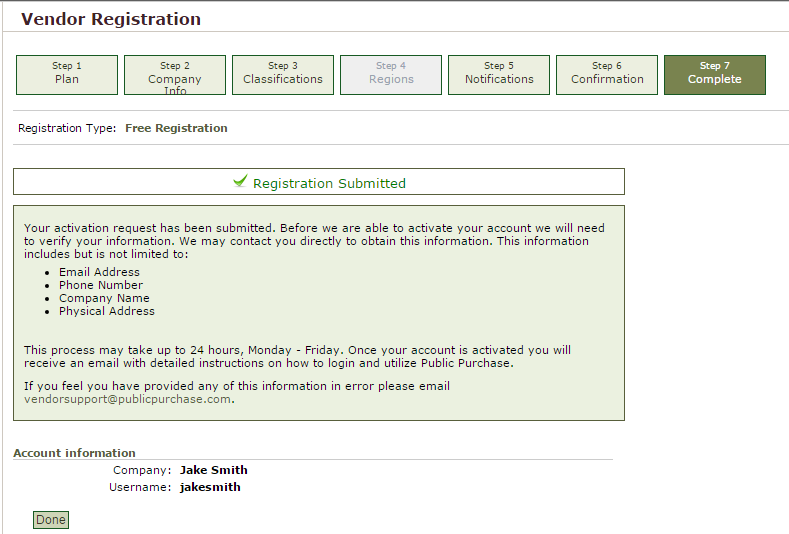 Vendor Registration
Step 1
Plan
Step 2
Company
Info
Step 3
Classifications
Step 4
Regions
Step 5
Notifications
Step 6
Confirmation
Step 7
Complete
Registration Type: Free Registration
Registration Submitted
Your activation request has been submitted. Before we are able to activate your account we will need
to verify your information. We may contact you directly to obtain this information. This information
includes but is not limited to:
• Email Address
• Phone Number
• Company Name
• Physical Address
This process may take up to 24 hours, Monday - Friday. Once your account is activated you will
receive an email with detailed instructions on how to login and utilize Public Purchase.
If you feel you have provided any of this information in error please email
vendorsupport@publicpurchase.com.
Account information
Company: Jake Smith
Username: jakesmith
Done